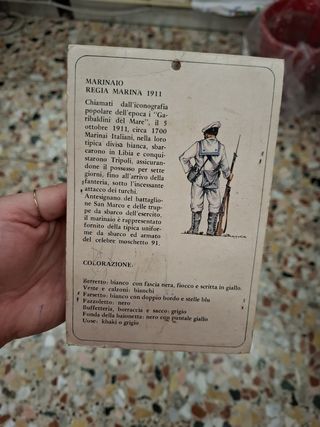 MARINAIO
REGIA MARINA 1911
Chiamati dall'iconografia
popolare dell'epoca i "Ga-
ribaldini del Mare", il 5
ottobre 1911, circa 1700
Marinai Italiani, nella loro
tipica divisa bianca, sbar-
carono in Libia e conqui-
starono Tripoli, assicuran-
done il possesso per sette
giorni, fino all'arrivo della
fanteria, sotto l'incessante
attacco dei turchi.
Antesignano del battaglio-
ne San Marco e delle trup-
pe da sbarco dell'esercito,
il marinaio è rappresentato
fornito della tipica unifor-
me da sbarco ed armato
del celebre moschetto 91.
COLORAZIONE:
Berretto: bianco con fascia nera, fiocco e scritta in giallo.
Veste e calzoni: bianchi
Farsetto: bianco con doppio bordo e stelle blu
Fazzoletto: nero
Buffetteria, borraccia e sacco: grigio
Fonda della baionetta: nero con puntale giallo
Uose: khaki o grigio